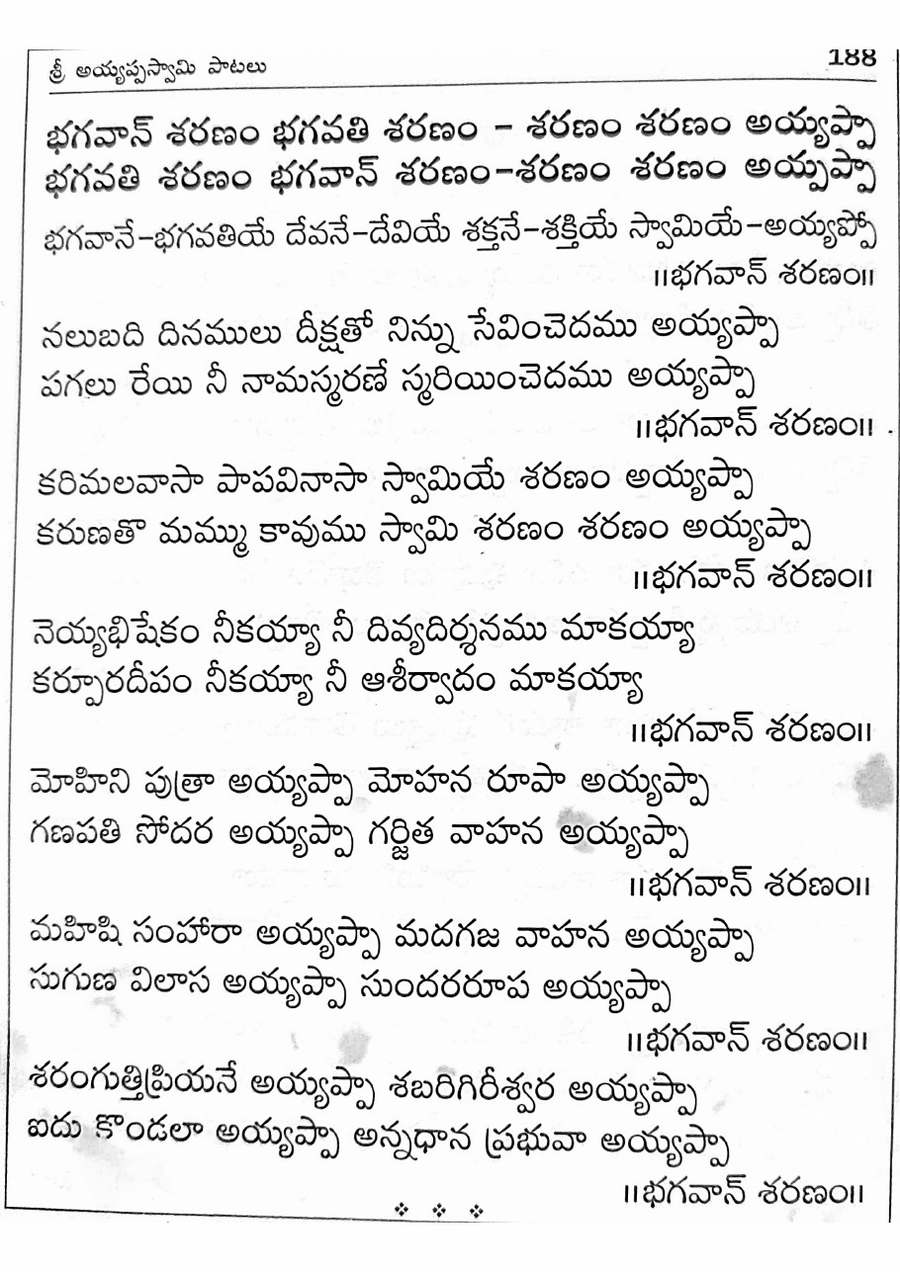 శ్రీ అయ్యప్పస్వామి పాటలు 188
భగవాన్ శరణం భగవతి శరణం - శరణం శరణం అయ్యప్పా
భగవతి శరణం భగవాన్ శరణం-శరణం శరణం అయ్పప్పా
భగవానే-భగవతియే దేవనే-దేవియే శక్తనే-శక్తియే స్వామియే-అయ్యప్పో
॥భగవాన్ శరణం॥
నలుబది దినములు దీక్షతో నిన్ను సేవించెదము అయ్యప్పా
పగలు రేయి నీ నామస్మరణే స్మరియించెదము అయ్యప్పా
॥భగవాన్ శరణం॥
కరిమలవాసా పాపవినాసా స్వామియే శరణం అయ్యప్పా
కరుణతొ మమ్ము కావుము స్వామి శరణం శరణం అయ్యప్పా
॥భగవాన్ శరణం॥
నెయ్యభిషేకం నీకయ్యా నీ దివ్యదిర్శనము మాకయ్యా
కర్పూరదీపం నీకయ్యా నీ ఆశీర్వాదం మాకయ్యా
॥భగవాన్ శరణం॥
మోహిని పుత్రా అయ్యప్పా మోహన రూపా అయ్యప్పా
గణపతి సోదర అయ్యప్పా గర్జిత వాహన అయ్యప్పా
॥భగవాన్ శరణం॥
మహిషి సంహారా అయ్యప్పా మదగజ వాహన అయ్యప్పా
సుగుణ విలాస అయ్యప్పా సుందరరూప అయ్యప్పా
॥భగవాన్ శరణం॥
శరంగుత్తిప్రియనే అయ్యప్పా శబరిగిరీశ్వర అయ్యప్పా
ఐదు కొండలా అయ్యప్పా అన్నధాన ప్రభువా అయ్యప్పా
॥భగవాన్ శరణం॥